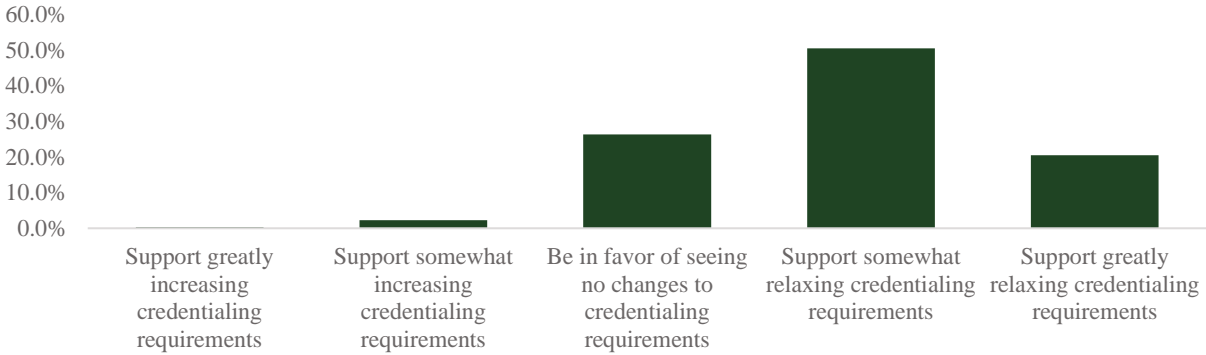 60.0%
50.0%
40.0%
30.0%
20.0%
10.0%
0.0%
Support greatly
increasing
credentialing
requirements
Support somewhat
increasing
credentialing
requirements
Be in favor of seeing
no changes to
credentialing
requirements
Support somewhat
relaxing credentialing
requirements
Support greatly
relaxing credentialing
requirements